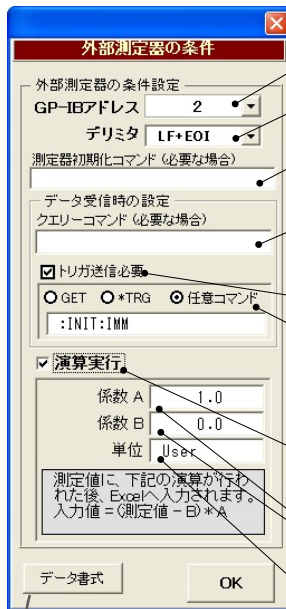 外部測定器の条件
外部測定器の条件設定
GP-IBアドレス 2
デリミタ LF+EOI
測定器初期化コマンド (必要な場合)
データ受信時の設定
クエリーコマンド (必要な場合)
トリガ送信必要
GET *TRG 任意コマンド
:INIT:IMM
演算実行
係数 A 1.0
係数 B 0.0
単位 User
測定値に、下記の演算が行わ
れた後、Excelへ入力されます。
入力値 = (測定値 − B) * A
データ書式 OK